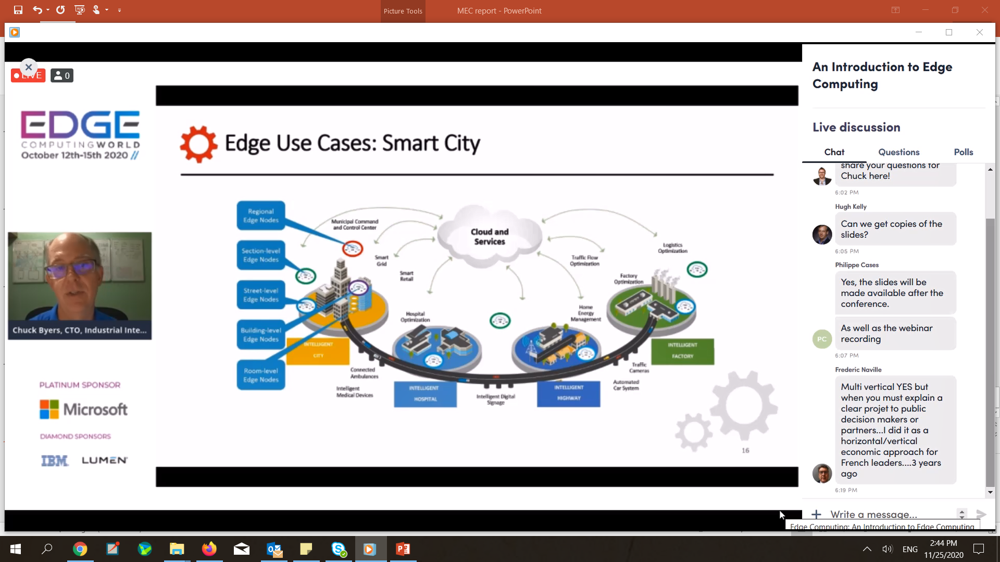 Picture Tools
MEC report - PowerPoint
LIVE
0
EDGE
COMPUTINGWORLD
October 12th-15th 2020 //
Chuck Byers, CTO, Industrial Inte...
PLATINUM SPONSOR
Microsoft
DIAMOND SPONSORS
IBM LUMEN
Edge Use Cases: Smart City
Regional
Edge Nodes
Section-level
Edge Nodes
Street-level
Edge Nodes
Building-level
Edge Nodes
Room-level
Edge Nodes
Municipal Command
and Control Center
Smart
Grid
Smart
Retail
Cloud and
Services
Traffic Flow
Optimization
Logistics
Optimization
Factory
Optimization
Hospital
Optimization
Home
Energy
Management
INTELLIGENT
CITY
Connected
Ambulances
Intelligent
Medical Devices
INTELLIGENT
HOSPITAL
Intelligent Digital
Signage
INTELLIGENT
HIGHWAY
Traffic
Cameras
Automated
Car System
INTELLIGENT
FACTORY
16
An Introduction to Edge
Computing
Live discussion
Chat Questions Polls
share your questions for
Chuck here!
6:02 PM
Hugh Kelly
Can we get copies of the
slides?
6:05 PM
Philippe Cases
Yes, the slides will be
made available after the
conference.
As well as the webinar
recording
PC
6:07 PM
Frederic Naville
Multi vertical YES but
when you must explain a
clear projet to public
decision makers or
partners...I did it as a
horizontal/vertical
economic approach for
French leaders....3 years
ago
6:19 PM
Write a message...
Edge Computing: An Introduction to Edge Computing
ENG
2:44 PM
11/25/2020